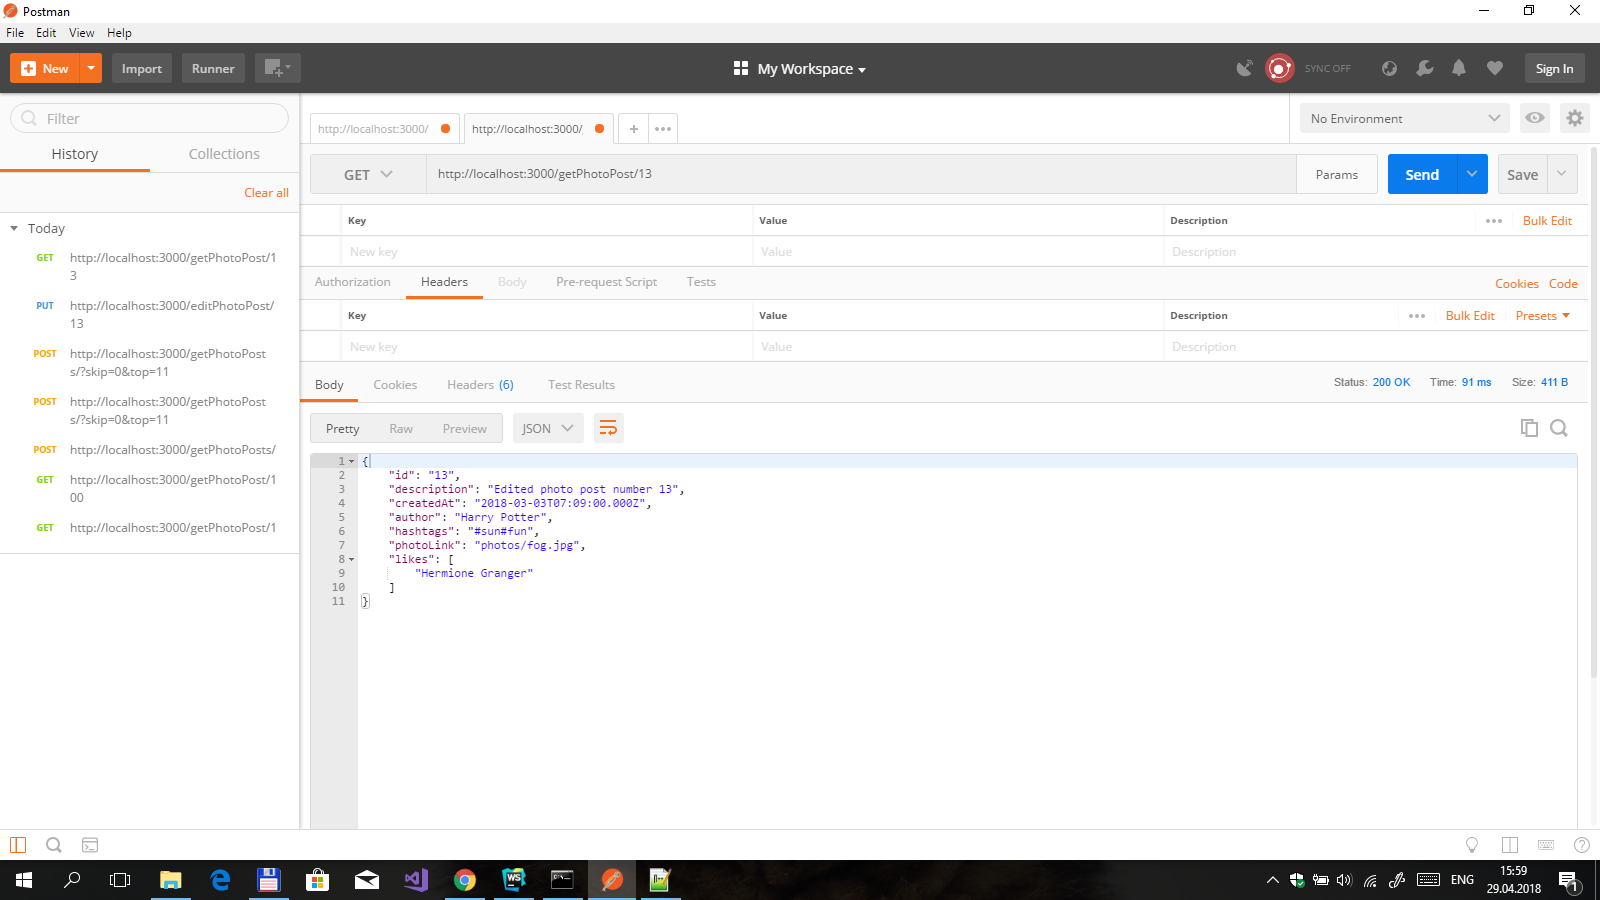 Postman
File Edit View Help
New Import Runner My Workspace SYNC OFF Sign In
Filter
History Collections
Clear all
Today
GET http://localhost:3000/getPhotoPost/1
3
PUT http://localhost:3000/editPhotoPost/
13
POST http://localhost:3000/getPhotoPost
s/?skip=0&top=11
POST http://localhost:3000/getPhotoPost
s/?skip=0&top=11
POST http://localhost:3000/getPhotoPosts/
GET http://localhost:3000/getPhotoPost/1
00
GET http://localhost:3000/getPhotoPost/1
http://localhost:3000/ http://localhost:3000/ + ••• No Environment
GET http://localhost:3000/getPhotoPost/13 Params Send Save
Key Value Description ••• Bulk Edit
New key Value Description
Authorization Headers Body Pre-request Script Tests Cookies Code
Key Value Description ••• Bulk Edit Presets
New key Value Description
Body Cookies Headers (6) Test Results Status: 200 OK Time: 91 ms Size: 411 B
Pretty Raw Preview JSON
1 {
2 "id": "13",
3 "description": "Edited photo post number 13",
4 "createdAt": "2018-03-03T07:09:00.000Z",
5 "author": "Harry Potter",
6 "hashtags": "#sun#fun",
7 "photoLink": "photos/fog.jpg",
8 "likes": [
9 "Hermione Granger"
10 ]
11 }
WS
ENG
15:59
29.04.2018
1